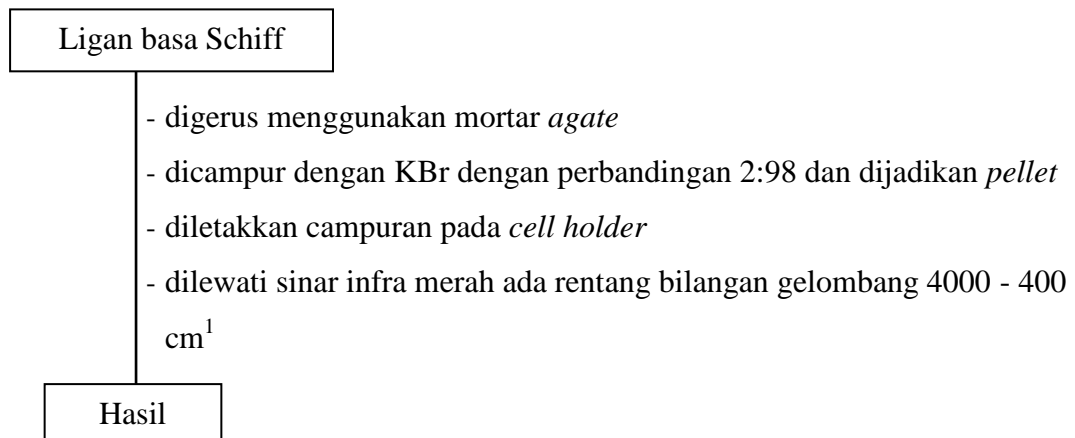 Ligan basa Schiff
- digerus menggunakan mortar agate
- dicampur dengan KBr dengan perbandingan 2:98 dan dijadikan pellet
- diletakkan campuran pada cell holder
- dilewati sinar infra merah ada rentang bilangan gelombang 4000 - 400
cm¹
Hasil